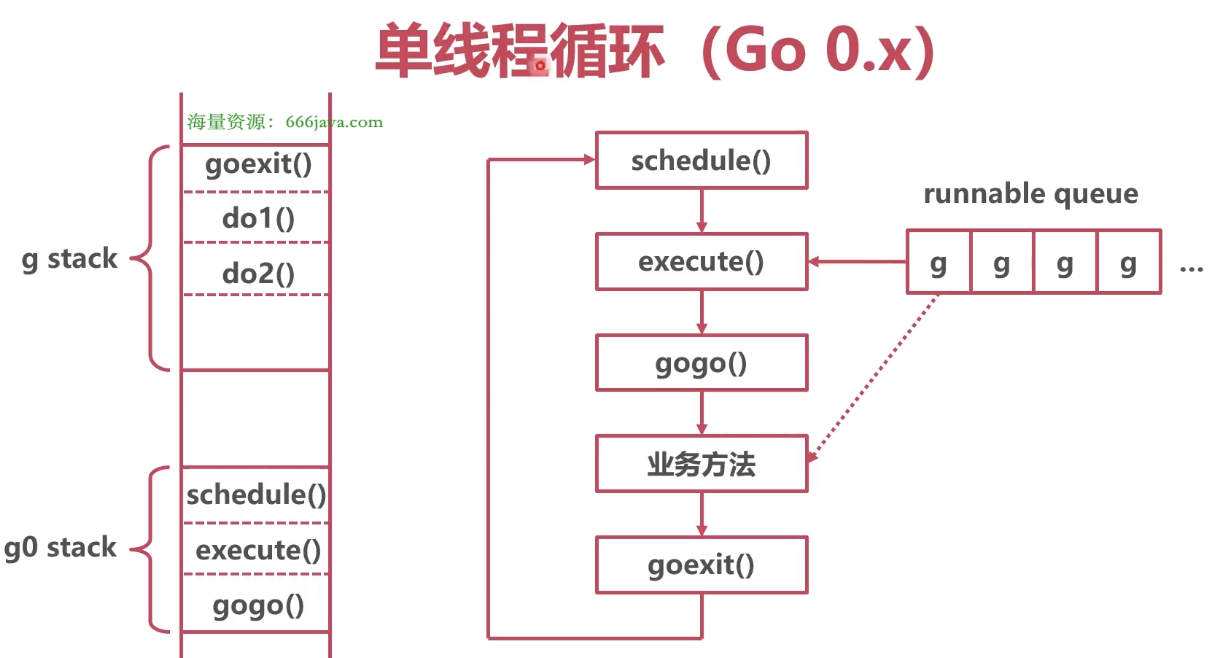 单线程循环（Go 0.x）
海量资源：666java.com
goexit()
do1()
do2()
g stack
schedule()
execute()
gogo()
g0 stack
schedule()
execute()
gogo()
业务方法
goexit()
runnable queue
g g g g ...